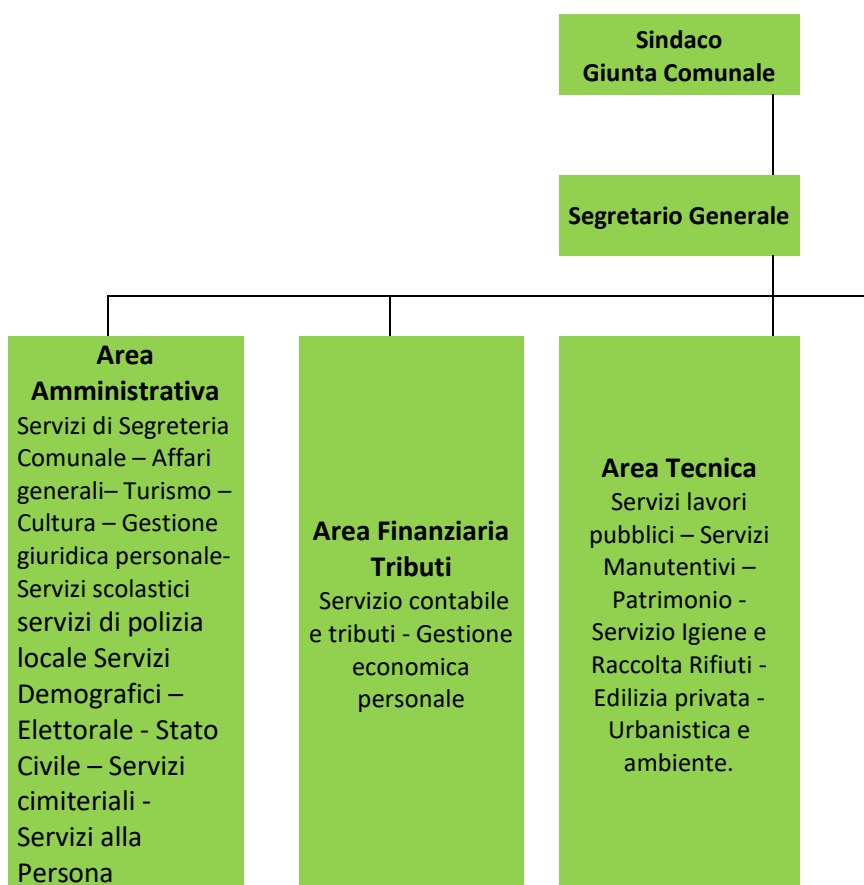 Sindaco
Giunta Comunale
Segretario Generale
Area
Amministrativa
Servizi di Segreteria
Comunale – Affari
generali– Turismo –
Cultura – Gestione
giuridica personale-
Servizi scolastici
servizi di polizia
locale Servizi
Demografici –
Elettorale - Stato
Civile – Servizi
cimiteriali -
Servizi alla
Persona
Area Finanziaria
Tributi
Servizio contabile
e tributi - Gestione
economica
personale
Area Tecnica
Servizi lavori
pubblici – Servizi
Manutentivi –
Patrimonio -
Servizio Igiene e
Raccolta Rifiuti -
Edilizia privata -
Urbanistica e
ambiente.